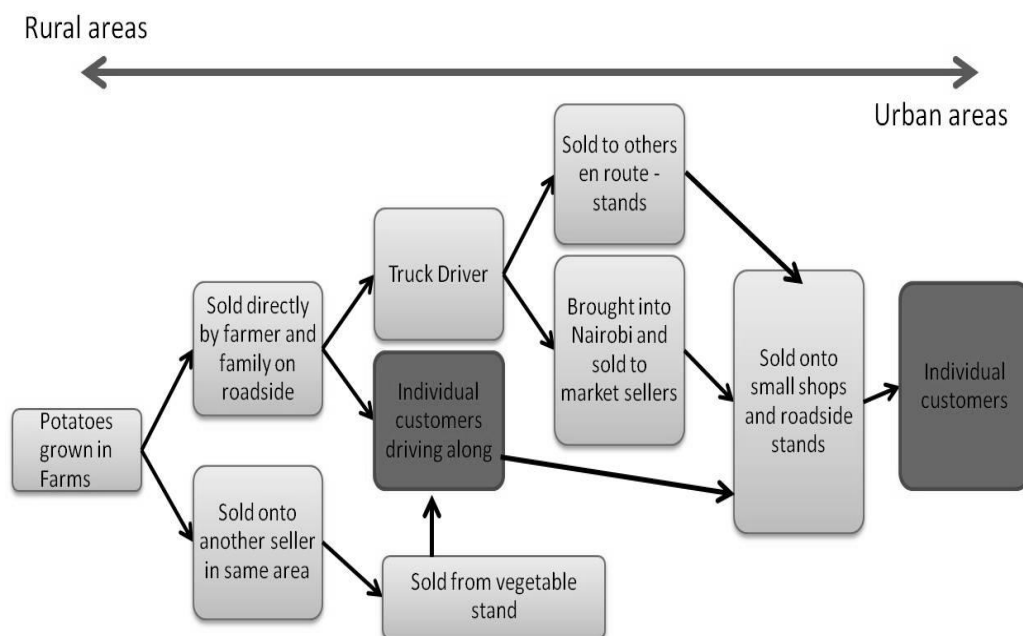 Rural areas
Urban areas
Potatoes
grown in
Farms
Sold directly
by farmer and
family on
roadside
Sold onto
another seller
in same area
Truck Driver
Individual
customers
driving along
Sold from vegetable
stand
Sold to others
en route -
stands
Brought into
Nairobi and
sold to
market sellers
Sold onto
small shops
and roadside
stands
Individual
customers